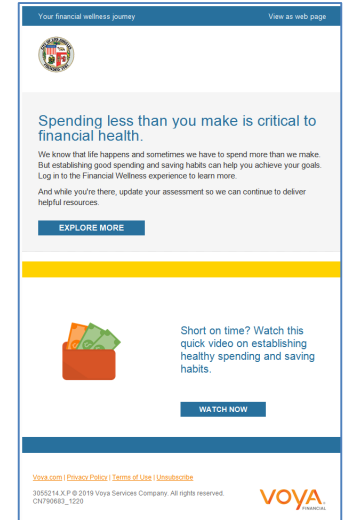 Your financial wellness journey View as web page
Spending less than you make is critical to
financial health.
We know that life happens and sometimes we have to spend more than we make.
But establishing good spending and saving habits can help you achieve your goals.
Log in to the Financial Wellness experience to learn more.
And while you're there, update your assessment so we can continue to deliver
helpful resources.
EXPLORE MORE
Short on time? Watch this
quick video on establishing
healthy spending and saving
habits.
WATCH NOW
Voya.com | Privacy Policy | Terms of Use | Unsubscribe
3055214.X.P © 2019 Voya Services Company. All rights reserved.
CN790683_1220
VOYA
FINANCIAL